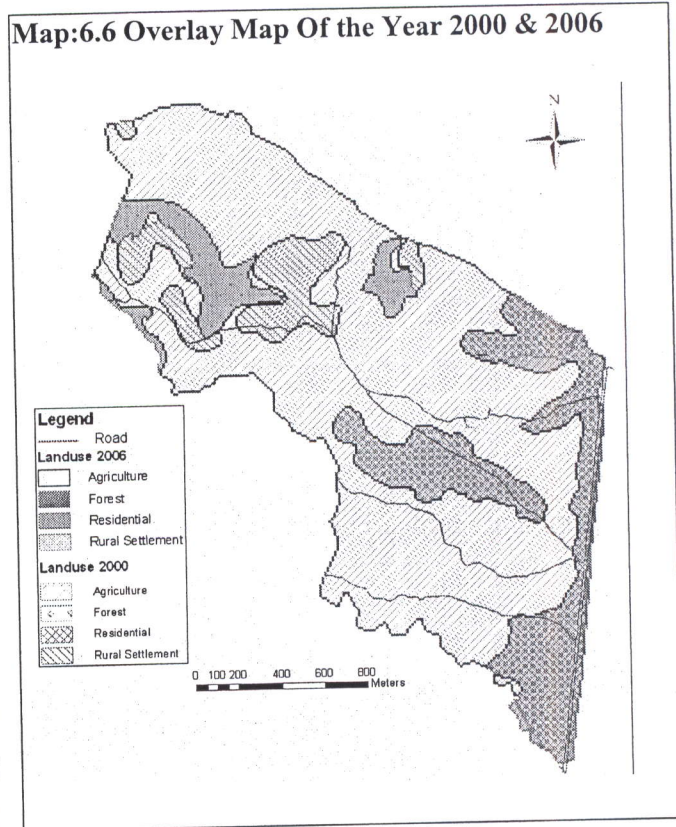 Map:6.6 Overlay Map Of the Year 2000 & 2006
N
Legend
Road
Landuse 2006
Agriculture
Forest
Residential
Rural Settlement
Landuse 2000
Agriculture
Forest
Residential
Rural Settlement
0 100 200 400 600 800
Meters